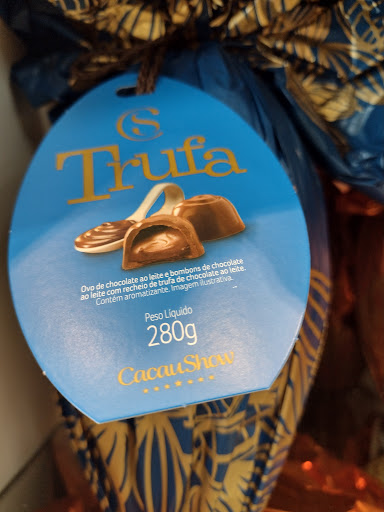 CS
Trufa
Ovo de chocolate ao leite e bombons de chocolate
ao leite com recheio de trufa de chocolate ao leite.
Contém aromatizante. Imagem ilustrativa.
Peso Líquido
280g
CacauShow